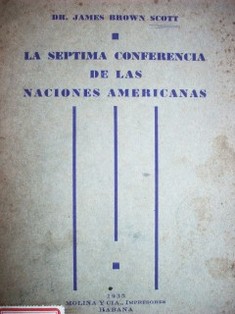 DR. JAMES BROWN SCOTT
LA SEPTIMA CONFERENCIA
DE LAS
NACIONES AMERICANAS
1935
MOLINA Y CIA., IMPRESORES
HABANA